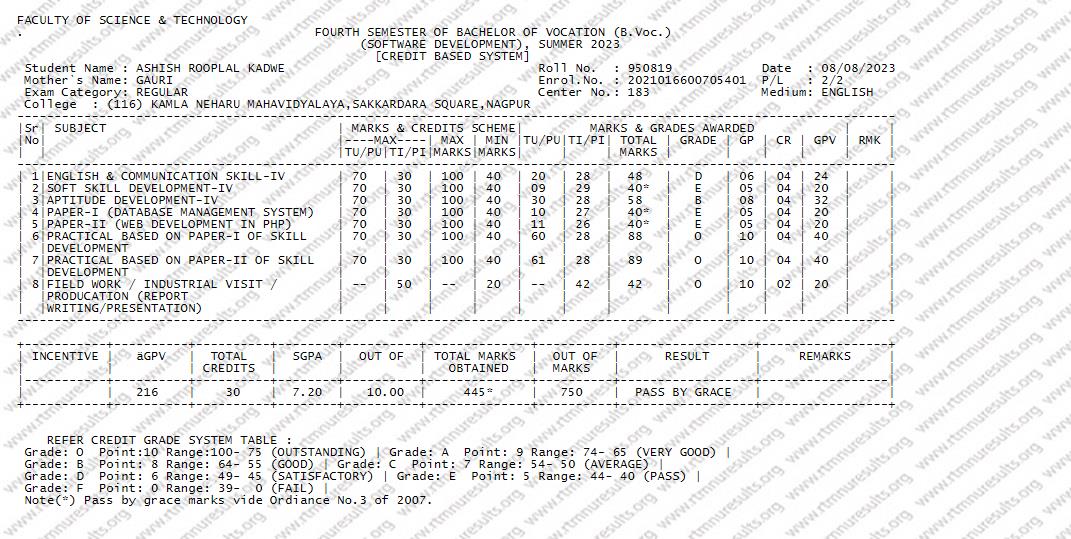 FACULTY OF SCIENCE & TECHNOLOGY
.
FOURTH SEMESTER OF BACHELOR OF VOCATION (B.Voc.)
(SOFTWARE DEVELOPMENT), SUMMER 2023
[CREDIT BASED SYSTEM]
Student Name : ASHISH ROOPLAL KADWE Roll No. : 950819 Date : 08/08/2023
Mother`s Name: GAURI Enrol.No. : 2021016600705401 P/L : 2/2
Exam Category: REGULAR Center No.: 183 Medium: ENGLISH
College : (116) KAMLA NEHARU MAHAVIDYALAYA,SAKKARDARA SQUARE,NAGPUR
|Sr| SUBJECT | MARKS & CREDITS SCHEME| MARKS & GRADES AWARDED | |
|No| |----MAX----| MAX | MIN |TU/PU|TI/PI| TOTAL | GRADE | GP | CR | GPV | RMK |
| | |TU/PU|TI/PI|MARKS|MARKS| | | MARKS | | | | | |
| 1|ENGLISH & COMMUNICATION SKILL-IV | 70 | 30 | 100 | 40 | 20 | 28 | 48 | D | 06 | 04 | 24 | |
| 2|SOFT SKILL DEVELOPMENT-IV | 70 | 30 | 100 | 40 | 09 | 29 | 40* | E | 05 | 04 | 20 | |
| 3|APTITUDE DEVELOPMENT-IV | 70 | 30 | 100 | 40 | 30 | 28 | 58 | B | 08 | 04 | 32 | |
| 4|PAPER-I (DATABASE MANAGEMENT SYSTEM) | 70 | 30 | 100 | 40 | 10 | 27 | 40* | E | 05 | 04 | 20 | |
| 5|PAPER-II (WEB DEVELOPMENT IN PHP) | 70 | 30 | 100 | 40 | 11 | 26 | 40* | E | 05 | 04 | 20 | |
| 6|PRACTICAL BASED ON PAPER-I OF SKILL | 70 | 30 | 100 | 40 | 60 | 28 | 88 | O | 10 | 04 | 40 | |
| |DEVELOPMENT
| 7|PRACTICAL BASED ON PAPER-II OF SKILL | 70 | 30 | 100 | 40 | 61 | 28 | 89 | O | 10 | 04 | 40 | |
| |DEVELOPMENT
| 8|FIELD WORK / INDUSTRIAL VISIT / | -- | 50 | -- | 20 | -- | 42 | 42 | O | 10 | 02 | 20 | |
| |PRODUCATION (REPORT
| |WRITING/PRESENTATION)
| INCENTIVE | äGPV | TOTAL | SGPA | OUT OF | TOTAL MARKS | OUT OF | RESULT | REMARKS |
| | | CREDITS | | | OBTAINED | MARKS | | |
| | 216 | 30 | 7.20 | 10.00 | 445* | 750 | PASS BY GRACE | |
REFER CREDIT GRADE SYSTEM TABLE :
Grade: O Point:10 Range:100- 75 (OUTSTANDING) | Grade: A Point: 9 Range: 74- 65 (VERY GOOD) |
Grade: B Point: 8 Range: 64- 55 (GOOD) | Grade: C Point: 7 Range: 54- 50 (AVERAGE) |
Grade: D Point: 6 Range: 49- 45 (SATISFACTORY) | Grade: E Point: 5 Range: 44- 40 (PASS) |
Grade: F Point: 0 Range: 39- 0 (FAIL) |
Note(*) Pass by grace marks vide Ordiance No.3 of 2007.
www.rtmnuresults.org